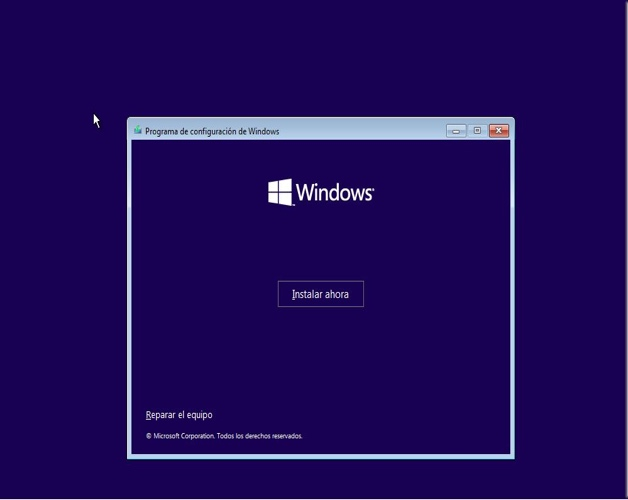 Programa de configuración de Windows
Windows
Instalar ahora
Reparar el equipo
© Microsoft Corporation. Todos los derechos reservados.